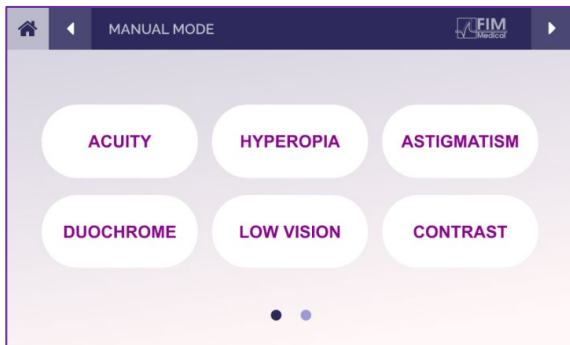 MANUAL MODE
FIM
Medical
ACUITY HYPEROPIA ASTIGMATISM
DUOCHROME LOW VISION CONTRAST